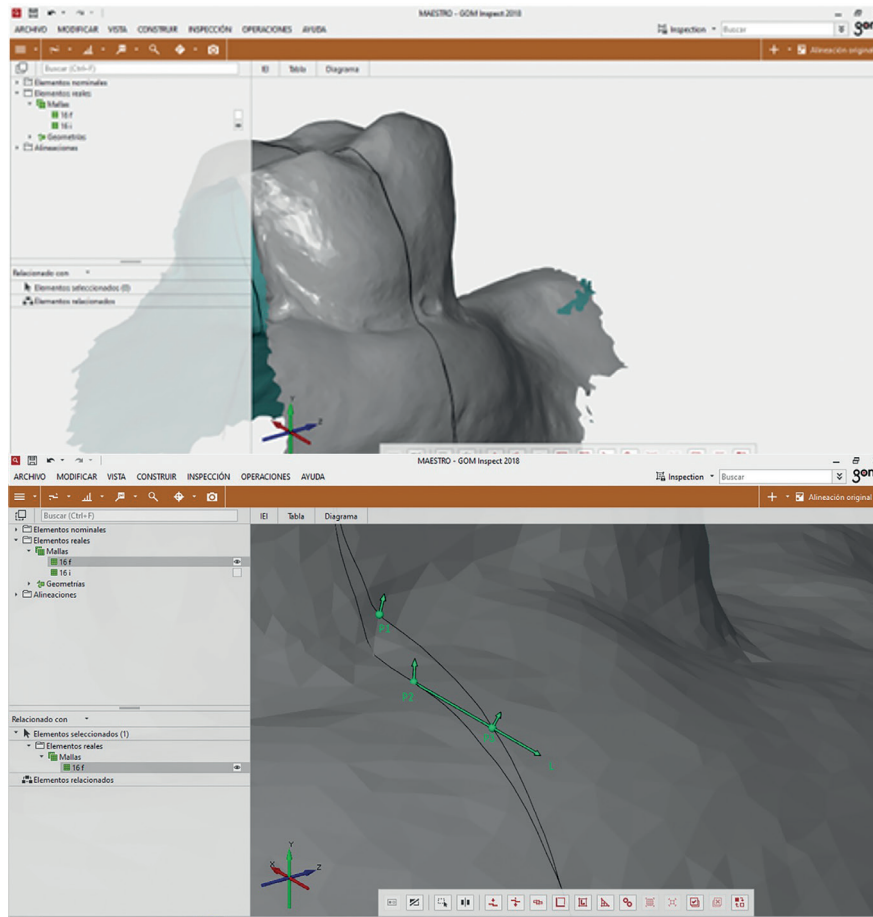 MAESTRO - GOM Inspect 2018
ARCHIVO MODIFICAR VISTA CONSTRUIR INSPECCIÓN OPERACIONES AYUDA
Inspection Buscar gom
Alineación original
Buscar (Ctrl+F) IEI Tabla Diagrama
Elementos nominales
Elementos reales
Mallas
16 f
16 i
Geometrías
Alineaciones
Relacionado con
Elementos seleccionados (0)
Elementos relacionados
Y
Z
MAESTRO - GOM Inspect 2018
ARCHIVO MODIFICAR VISTA CONSTRUIR INSPECCIÓN OPERACIONES AYUDA
Inspection Buscar gom
Alineación original
Buscar (Ctrl+F) IEI Tabla Diagrama
Elementos nominales
Elementos reales
Mallas
16 f
16 i
Geometrías
Alineaciones
P2
Relacionado con
Elementos seleccionados (1)
Elementos reales
Mallas
16 f
Elementos relacionados
Y
X
Z